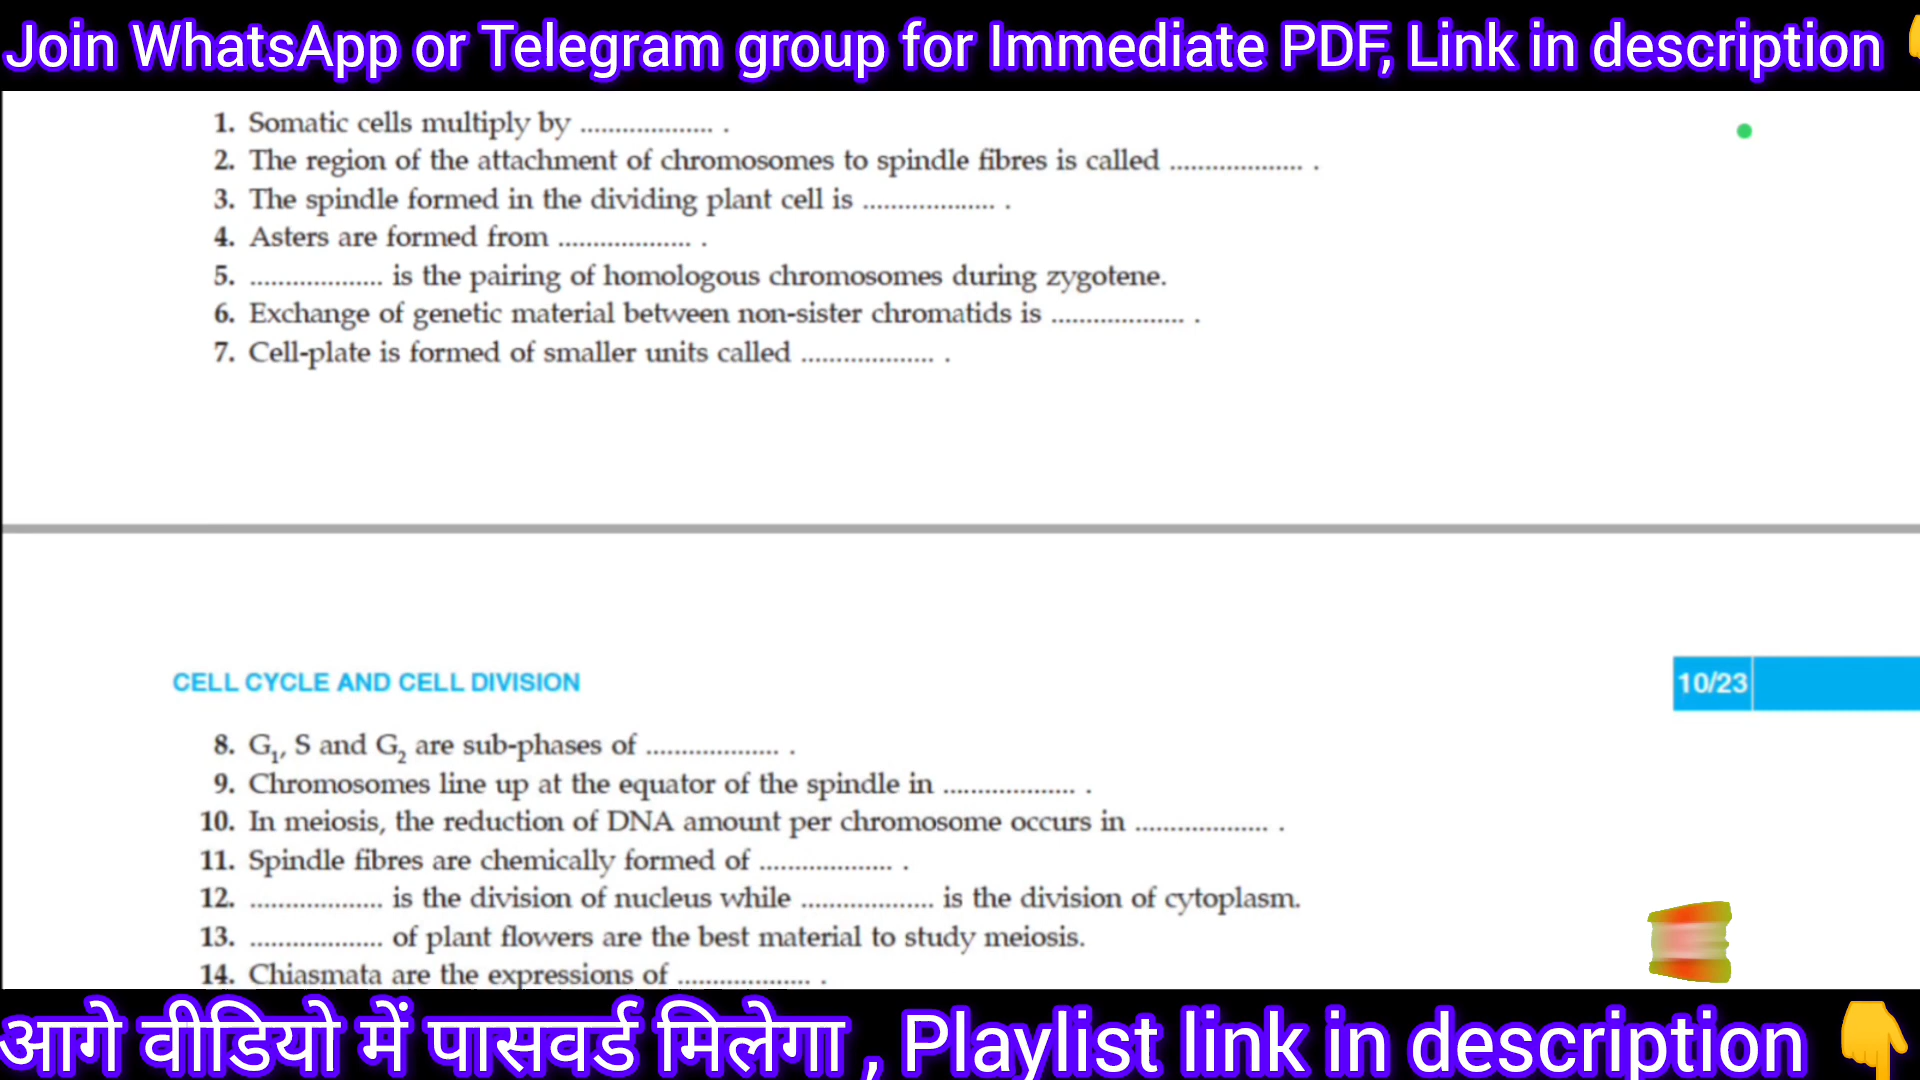 Join WhatsApp or Telegram group for Immediate PDF, Link in description 👇
1. Somatic cells multiply by ................... .
2. The region of the attachment of chromosomes to spindle fibres is called ................... .
3. The spindle formed in the dividing plant cell is ................... .
4. Asters are formed from ................... .
5. ................... is the pairing of homologous chromosomes during zygotene.
6. Exchange of genetic material between non-sister chromatids is ................... .
7. Cell-plate is formed of smaller units called ................... .
CELL CYCLE AND CELL DIVISION 10/23
8. G₁, S and G₂ are sub-phases of ................... .
9. Chromosomes line up at the equator of the spindle in ................... .
10. In meiosis, the reduction of DNA amount per chromosome occurs in ................... .
11. Spindle fibres are chemically formed of ................... .
12. ................... is the division of nucleus while ................... is the division of cytoplasm.
13. ................... of plant flowers are the best material to study meiosis.
14. Chiasmata are the expressions of ................... .
आगे वीडियो में पासवर्ड मिलेगा , Playlist link in description 👇